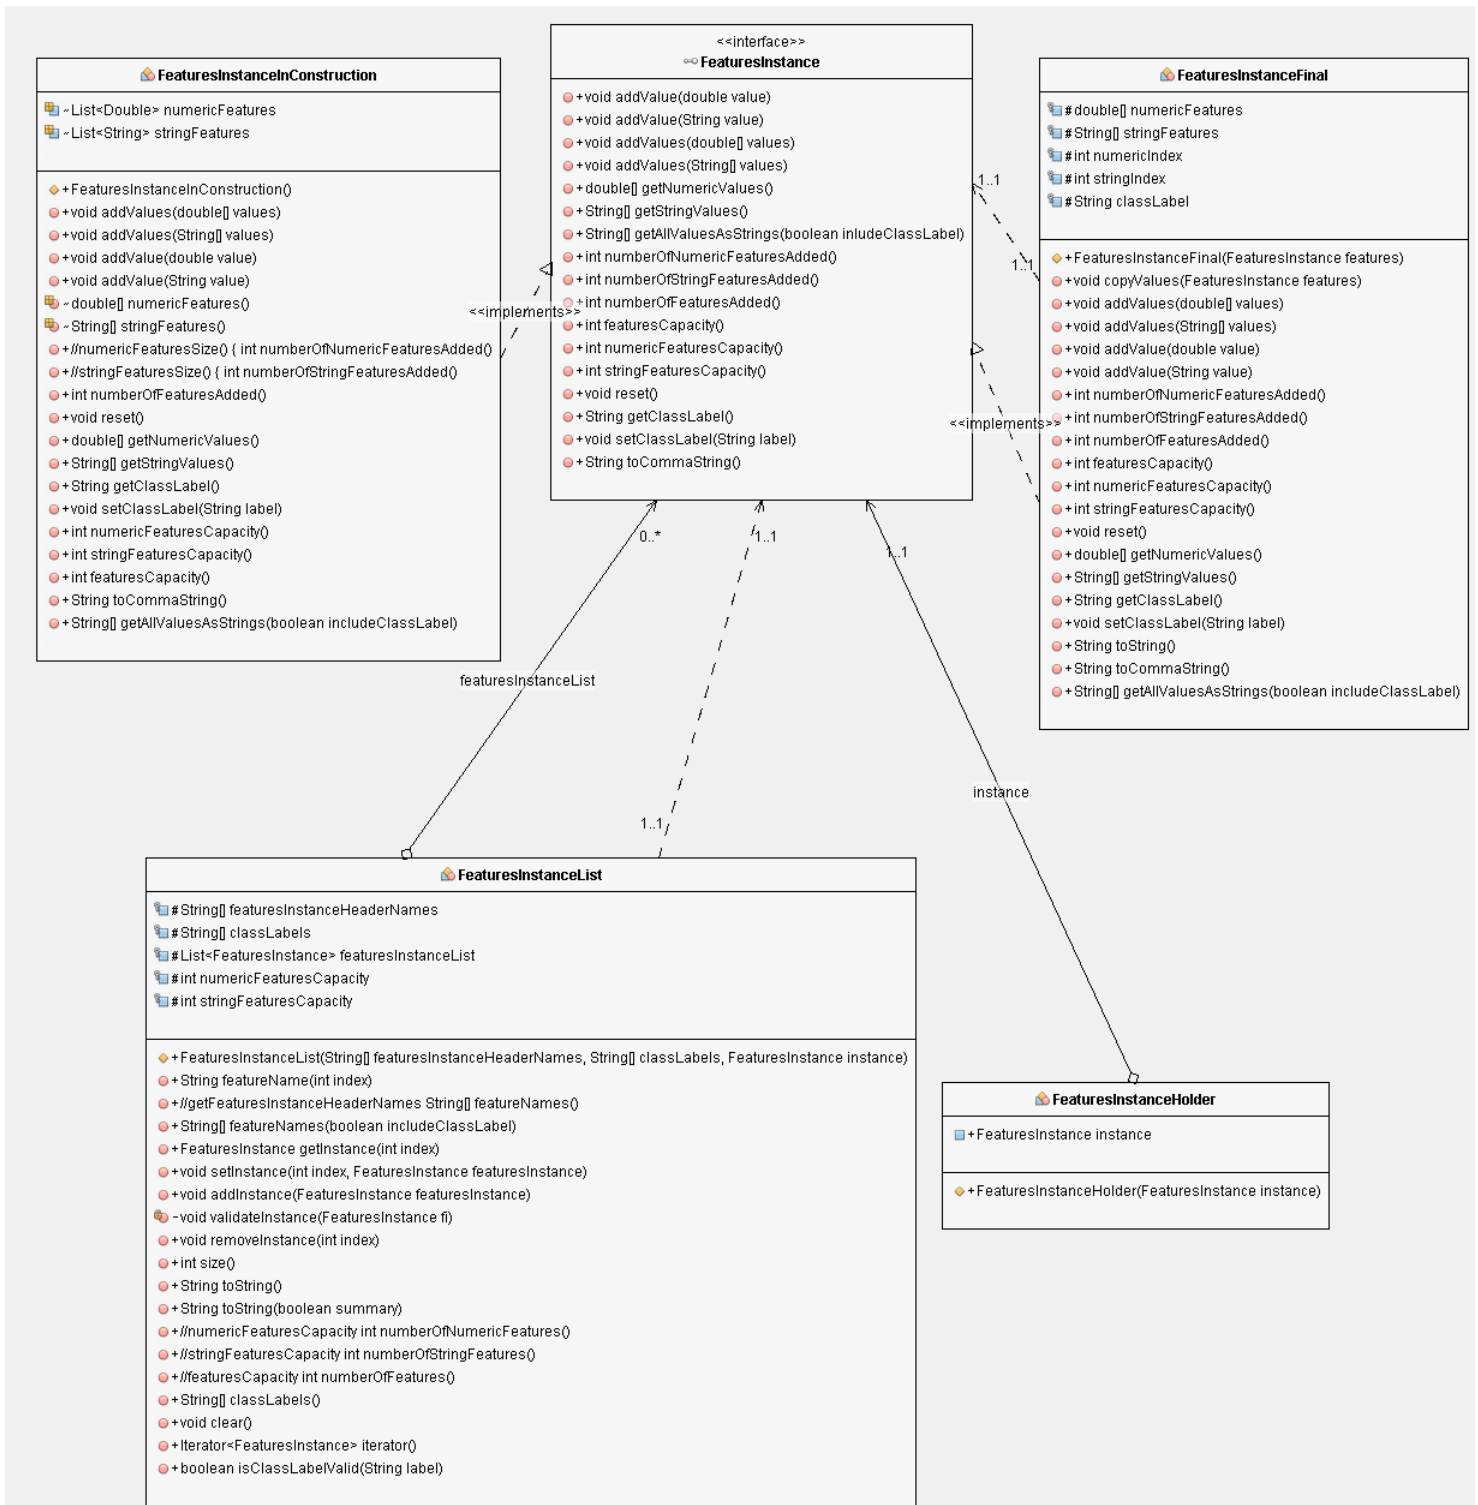 FeaturesInstanceInConstruction
~List<Double> numericFeatures
~List<String> stringFeatures
+FeaturesInstanceInConstruction()
+void addValues(double[] values)
+void addValues(String[] values)
+void addValue(double value)
+void addValue(String value)
~double[] numericFeatures()
~String[] stringFeatures()
+//numericFeaturesSize() { int numberOfNumericFeaturesAdded()
+//stringFeaturesSize() { int numberOfStringFeaturesAdded()
+int numberOfFeaturesAdded()
+void reset()
+double[] getNumericValues()
+String[] getStringValues()
+String getClassLabel()
+void setClassLabel(String label)
+int numericFeaturesCapacity()
+int stringFeaturesCapacity()
+int featuresCapacity()
+String toCommaString()
+String[] getAllValuesAsStrings(boolean includeClassLabel)
<<implements>>
<<interface>>
FeaturesInstance
+void addValue(double value)
+void addValue(String value)
+void addValues(double[] values)
+void addValues(String[] values)
+double[] getNumericValues()
+String[] getStringValues()
+String[] getAllValuesAsStrings(boolean inludeClassLabel)
+int numberOfNumericFeaturesAdded()
+int numberOfStringFeaturesAdded()
+int numberOfFeaturesAdded()
+int featuresCapacity()
+int numericFeaturesCapacity()
+int stringFeaturesCapacity()
+void reset()
+String getClassLabel()
+void setClassLabel(String label)
+String toCommaString()
1..1
1..1
<<implements>>
FeaturesInstanceFinal
#double[] numericFeatures
#String[] stringFeatures
#int numericIndex
#int stringIndex
#String classLabel
+FeaturesInstanceFinal(FeaturesInstance features)
+void copyValues(FeaturesInstance features)
+void addValues(double[] values)
+void addValues(String[] values)
+void addValue(double value)
+void addValue(String value)
+int numberOfNumericFeaturesAdded()
+int numberOfStringFeaturesAdded()
+int numberOfFeaturesAdded()
+int featuresCapacity()
+int numericFeaturesCapacity()
+int stringFeaturesCapacity()
+void reset()
+double[] getNumericValues()
+String[] getStringValues()
+String getClassLabel()
+void setClassLabel(String label)
+String toString()
+String toCommaString()
+String[] getAllValuesAsStrings(boolean includeClassLabel)
0..*
1..1
1..1
featuresInstanceList
instance
1..1
FeaturesInstanceList
#String[] featuresInstanceHeaderNames
#String[] classLabels
#List<FeaturesInstance> featuresInstanceList
#int numericFeaturesCapacity
#int stringFeaturesCapacity
+FeaturesInstanceList(String[] featuresInstanceHeaderNames, String[] classLabels, FeaturesInstance instance)
+String featureName(int index)
+//getFeaturesInstanceHeaderNames String[] featureNames()
+String[] featureNames(boolean includeClassLabel)
+FeaturesInstance getInstance(int index)
+void setInstance(int index, FeaturesInstance featuresInstance)
+void addInstance(FeaturesInstance featuresInstance)
-void validateInstance(FeaturesInstance fi)
+void removeInstance(int index)
+int size()
+String toString()
+String toString(boolean summary)
+//numericFeaturesCapacity int numberOfNumericFeatures()
+//stringFeaturesCapacity int numberOfStringFeatures()
+//featuresCapacity int numberOfFeatures()
+String[] classLabels()
+void clear()
+Iterator<FeaturesInstance> iterator()
+boolean isClassLabelValid(String label)
FeaturesInstanceHolder
+FeaturesInstance instance
+FeaturesInstanceHolder(FeaturesInstance instance)